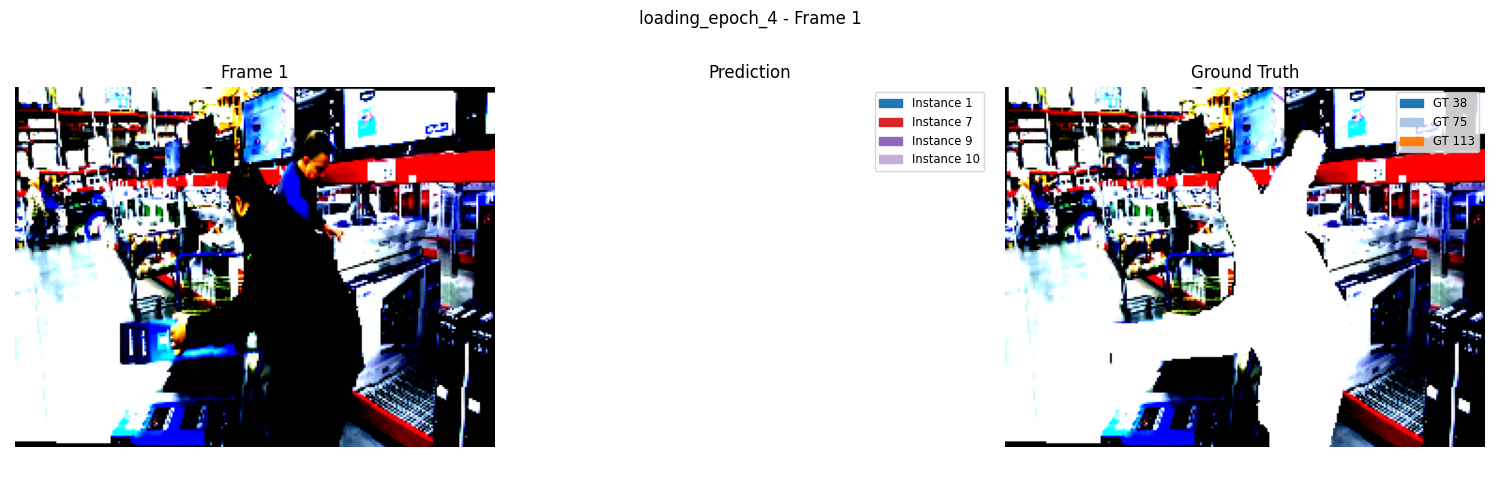 loading_epoch_4 - Frame 1
Frame 1
Prediction
Ground Truth
Instance 1
Instance 7
Instance 9
Instance 10
GT 38
GT 75
GT 113